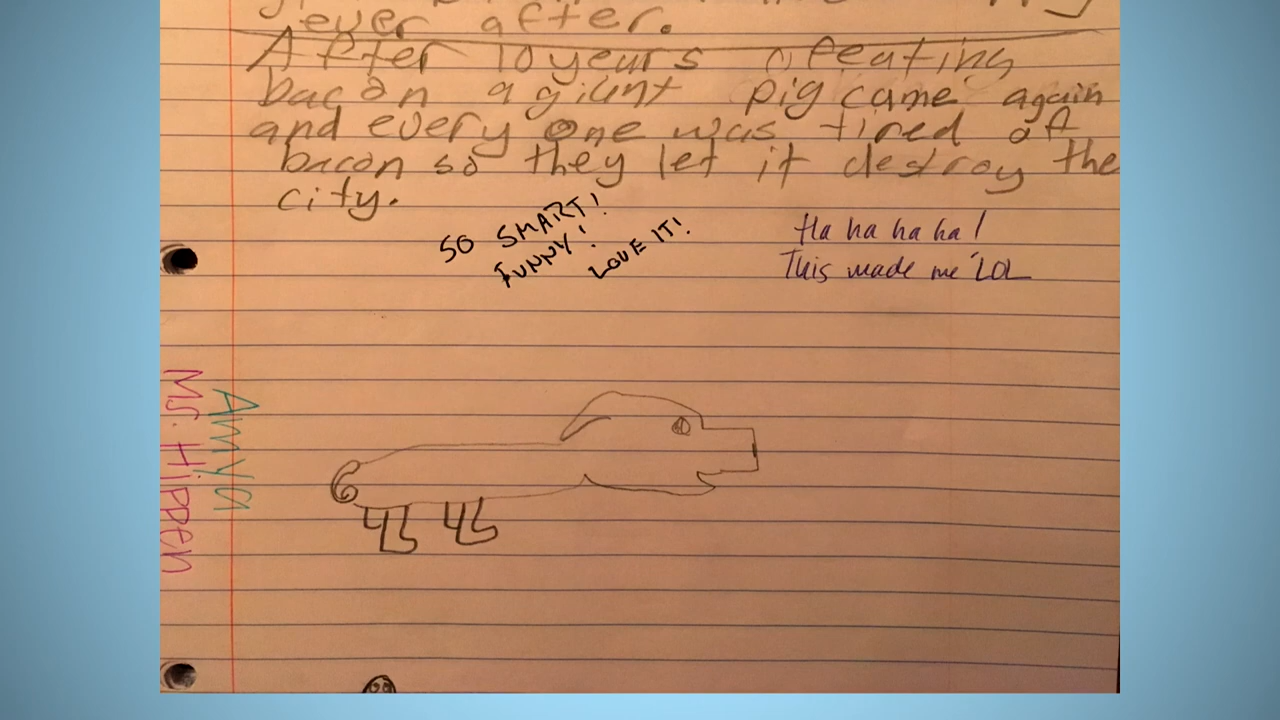 ever after.
After 10 years of eating
bacon a giant pig came again
and every one was tired of
bacon so they let it destroy the
city.
SO SMART!
FUNNY!
LOVE IT!
Ha ha ha ha!
This made me LOL
Amya
Ms. Hippen